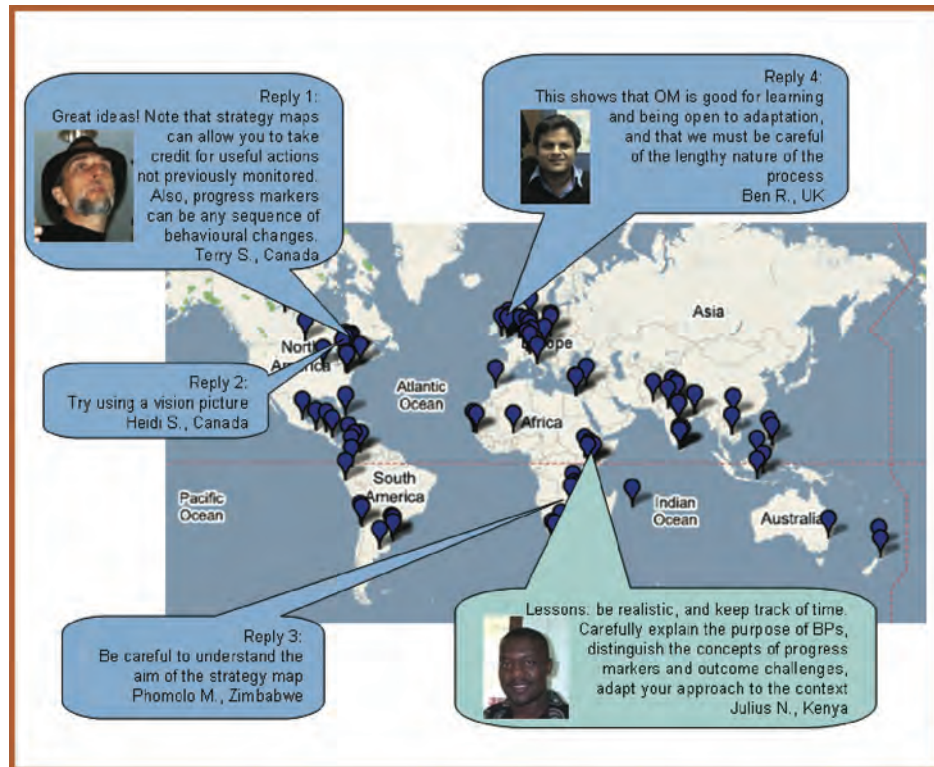 Reply 1:
Great ideas! Note that strategy maps
can allow you to take
credit for useful actions
not previously monitored.
Also, progress markers
can be any sequence of
behavioural changes.
Terry S., Canada
Reply 4:
This shows that OM is good for learning
and being open to adaptation,
and that we must be careful
of the lengthy nature of the
process
Ben R., UK
Asia
North
America
Europe
Reply 2:
Try using a vision picture
Heidi S., Canada
Atlantic
Ocean
Africa
South
America
Pacific
Ocean
Indian
Ocean
Australia
Reply 3:
Be careful to understand the
aim of the strategy map
Phomolo M., Zimbabwe
Lessons: be realistic, and keep track of time.
Carefully explain the purpose of BPs,
distinguish the concepts of progress
markers and outcome challenges,
adapt your approach to the context
Julius N., Kenya